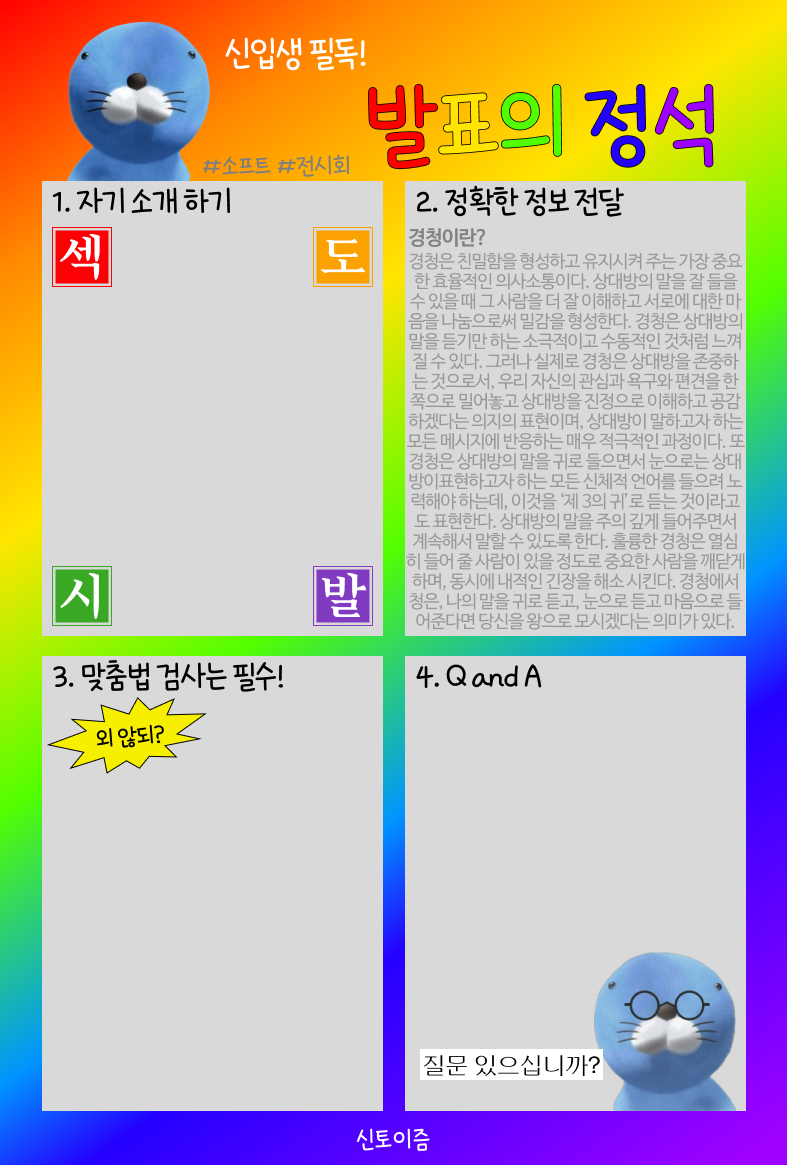 신입생 필독!
발표의 정석
#소프트 #전시회
1. 자기 소개 하기
섹 도
시 발
2. 정확한 정보 전달
경청이란?
경청은 친밀함을 형성하고 유지시켜 주는 가장 중요
한 효율적인 의사소통이다. 상대방의 말을 잘 들을
수 있을 때 그 사람을 더 잘 이해하고 서로에 대한 마
음을 나눔으로써 밀감을 형성한다. 경청은 상대방의
말을 듣기만 하는 소극적이고 수동적인 것처럼 느껴
질 수 있다. 그러나 실제로 경청은 상대방을 존중하
는 것으로서, 우리 자신의 관심과 욕구와 편견을 한
쪽으로 밀어놓고 상대방을 진정으로 이해하고 공감
하겠다는 의지의 표현이며, 상대방이 말하고자 하는
모든 메시지에 반응하는 매우 적극적인 과정이다. 또
경청은 상대방의 말을 귀로 들으면서 눈으로는 상대
방이표현하고자 하는 모든 신체적 언어를 들으려 노
력해야 하는데, 이것을 ‘제 3의 귀’로 듣는 것이라고
도 표현한다. 상대방의 말을 주의 깊게 들어주면서
계속해서 말할 수 있도록 한다. 훌륭한 경청은 열심
히 들어 줄 사람이 있을 정도로 중요한 사람을 깨닫게
하며, 동시에 내적인 긴장을 해소 시킨다. 경청에서
청은, 나의 말을 귀로 듣고, 눈으로 듣고 마음으로 들
어준다면 당신을 왕으로 모시겠다는 의미가 있다.
3. 맞춤법 검사는 필수!
외 않되?
4. Q and A
질문 있으십니까?
신토이즘